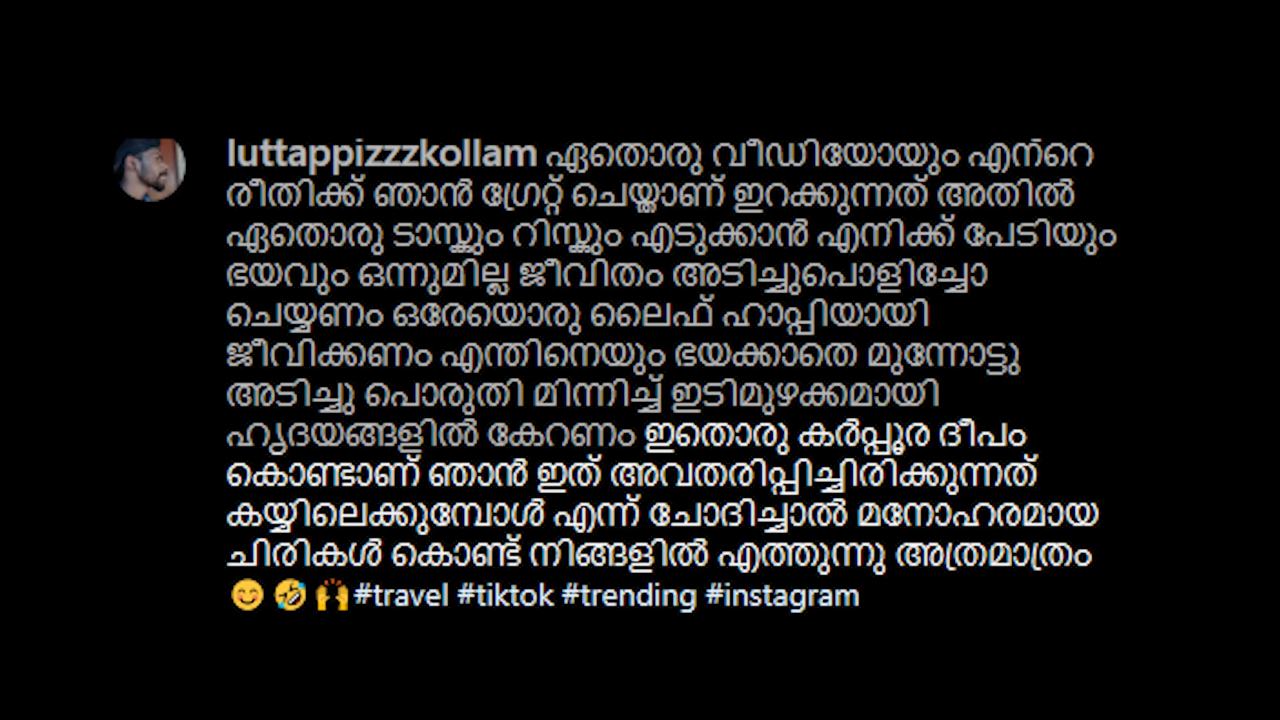 luttappizzzkollam ഏതൊരു വീഡിയോയും എന്റെ
രീതിക്ക് ഞാൻ ഗ്രേറ്റ് ചെയ്താണ് ഇറക്കുന്നത് അതിൽ
ഏതൊരു ടാസ്കും റിസ്കും എടുക്കാൻ എനിക്ക് പേടിയും
ഭയവും ഒന്നുമില്ല ജീവിതം അടിച്ചുപൊളിച്ചോ
ചെയ്യണം ഒരേയൊരു ലൈഫ് ഹാപ്പിയായി
ജീവിക്കണം എന്തിനെയും ഭയക്കാതെ മുന്നോട്ടു
അടിച്ചു പൊരുതി മിന്നിച്ച് ഇടിമുഴക്കമായി
ഹൃദയങ്ങളിൽ കേറണം ഇതൊരു കർപ്പൂര ദീപം
കൊണ്ടാണ് ഞാൻ ഇത് അവതരിപ്പിച്ചിരിക്കുന്നത്
കയ്യിലെക്കുമ്പോൾ എന്ന് ചോദിച്ചാൽ മനോഹരമായ
ചിരികൾ കൊണ്ട് നിങ്ങളിൽ എത്തുന്നു അത്രമാത്രം
😊 🤣 🙌 #travel #tiktok #trending #instagram